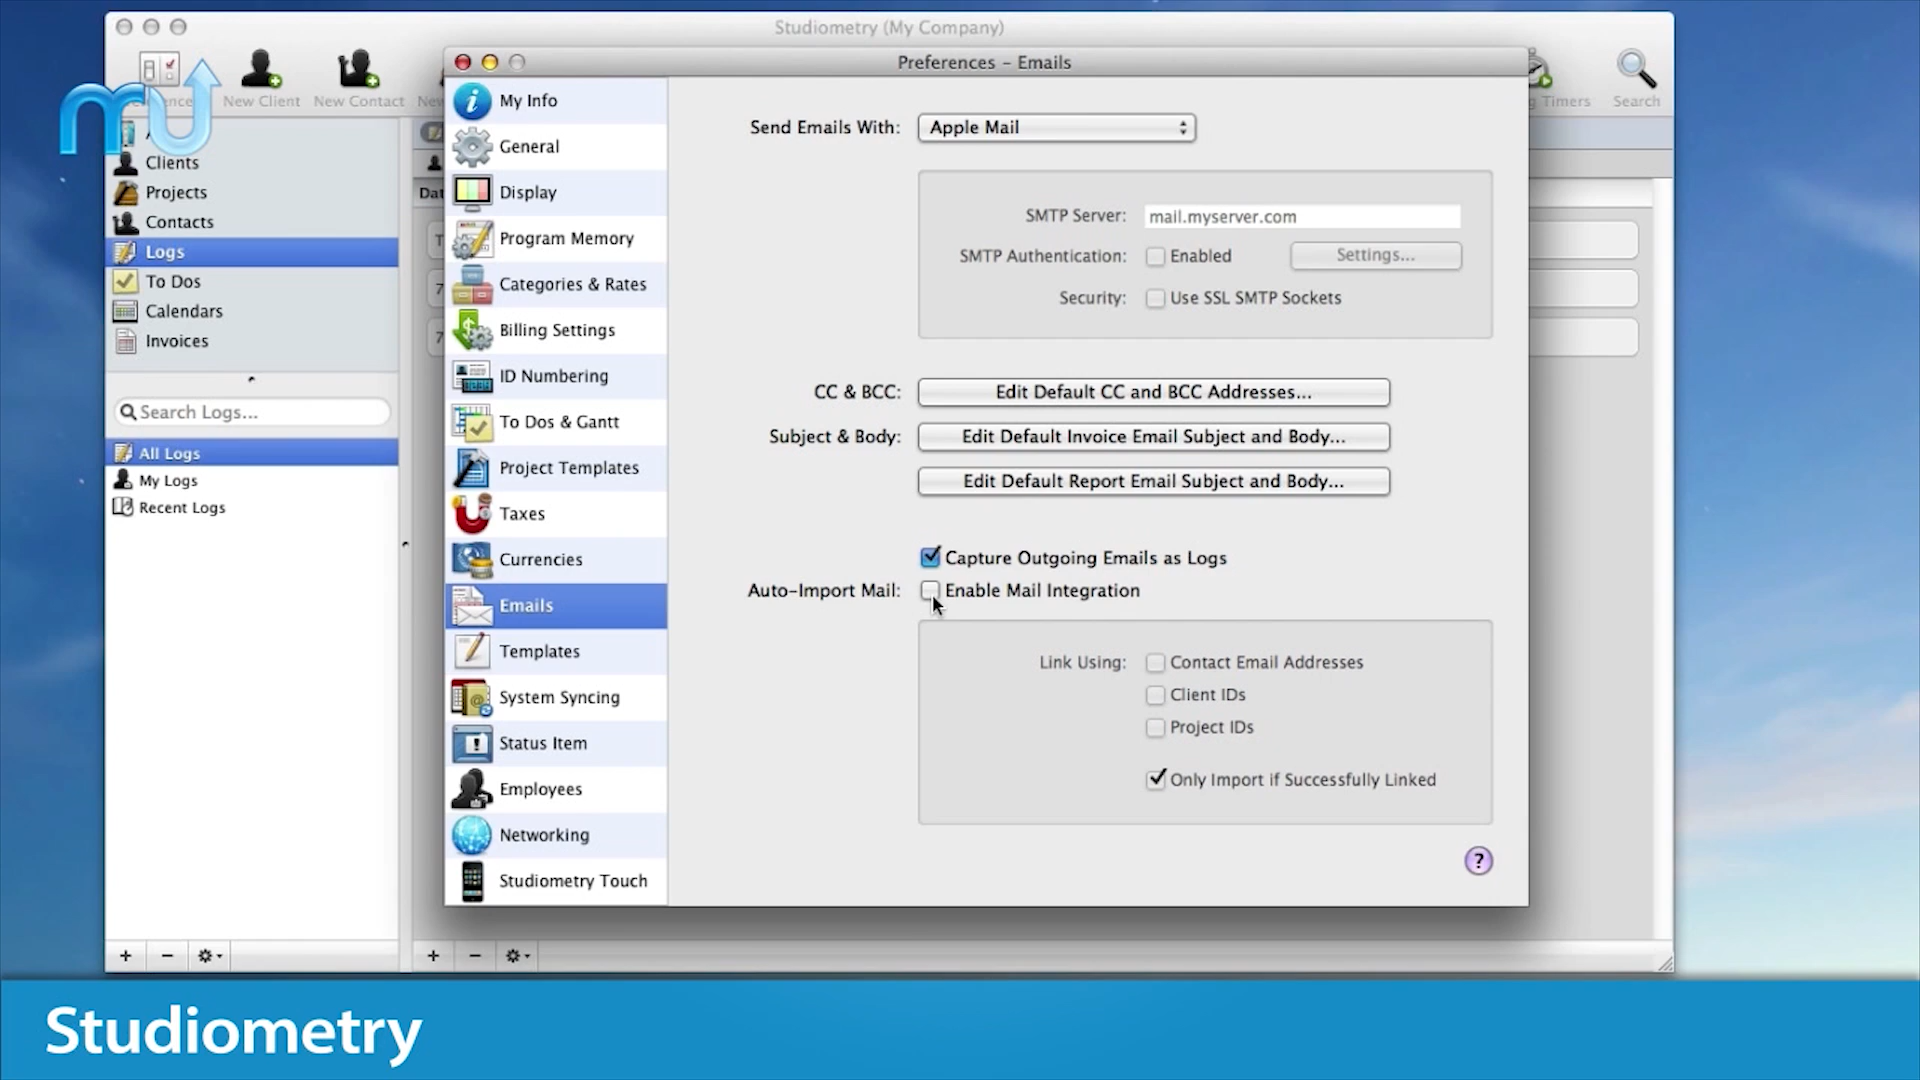 Studiometry (My Company)
New Client
New Contact
Timers
Search
Clients
Projects
Contacts
Logs
To Dos
Calendars
Invoices
Search Logs...
All Logs
My Logs
Recent Logs
Preferences – Emails
My Info
General
Display
Program Memory
Categories & Rates
Billing Settings
ID Numbering
To Dos & Gantt
Project Templates
Taxes
Currencies
Emails
Templates
System Syncing
Status Item
Employees
Networking
Studiometry Touch
Send Emails With: Apple Mail
SMTP Server: mail.myserver.com
SMTP Authentication: Enabled Settings...
Security: Use SSL SMTP Sockets
CC & BCC: Edit Default CC and BCC Addresses...
Subject & Body: Edit Default Invoice Email Subject and Body...
Edit Default Report Email Subject and Body...
Capture Outgoing Emails as Logs
Auto-Import Mail: Enable Mail Integration
Link Using: Contact Email Addresses
Client IDs
Project IDs
Only Import if Successfully Linked
?
Studiometry